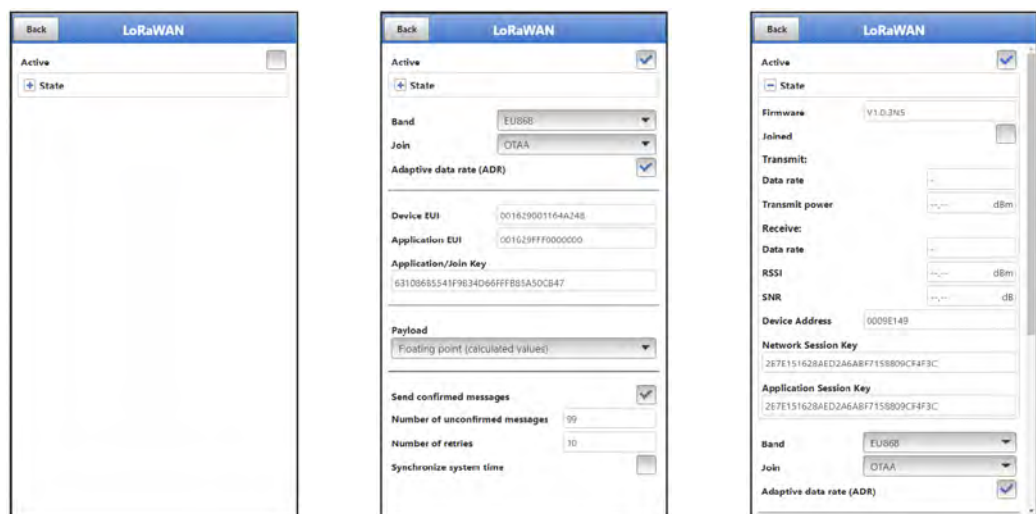 Back LoRaWAN
Active
+ State
Back LoRaWAN
Active
+ State
Band EU868
Join OTAA
Adaptive data rate (ADR)
Device EUI 001629001164A248
Application EUI 001629FFF0000000
Application/Join Key
Payload
Floating point (calculated values)
Send confirmed messages
Number of unconfirmed messages 99
Number of retries 10
Synchronize system time
Back LoRaWAN
Active
− State
Firmware V1.0.3NS
Joined
Transmit:
Data rate -
Transmit power --.-- dBm
Receive:
Data rate -
RSSI --.-- dBm
SNR --.-- dB
Device Address 0009E149
Network Session Key
2B7E151628AED2A6ABF7158809CF4F3C
Application Session Key
2B7E151628AED2A6ABF7158809CF4F3C
Band EU868
Join OTAA
Adaptive data rate (ADR)